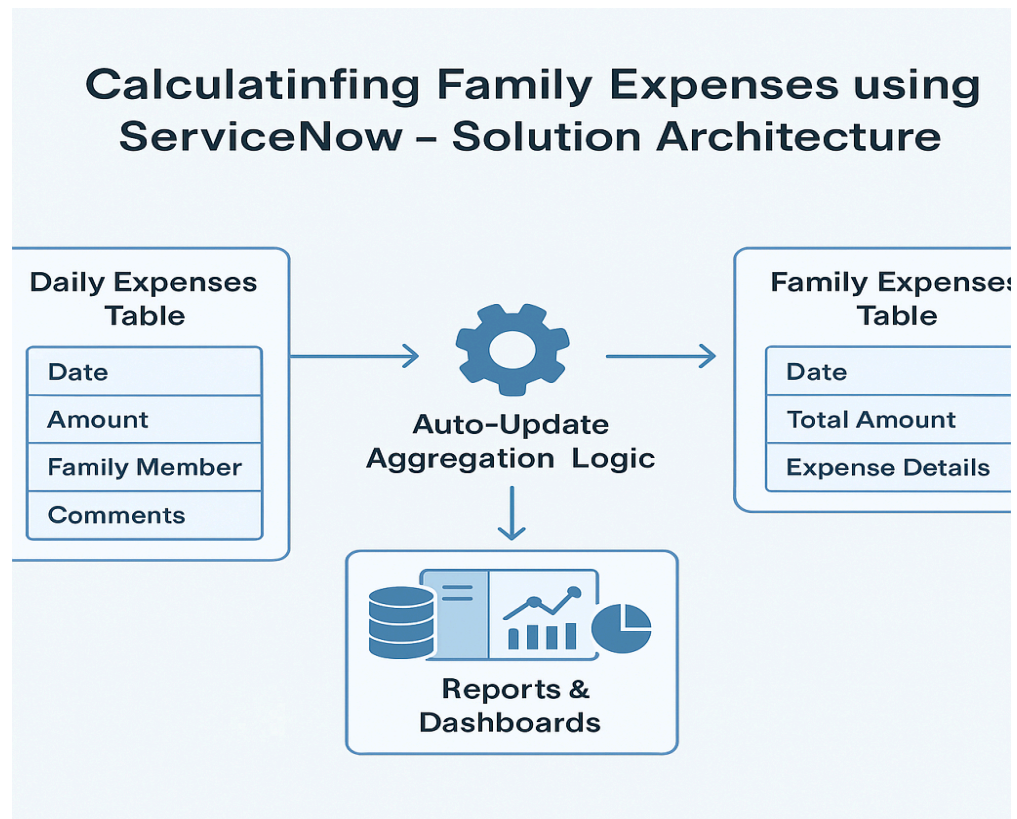 Calculatinfing Family Expenses using
ServiceNow – Solution Architecture
Daily Expenses
Table
Date
Amount
Family Member
Comments
Auto-Update
Aggregation Logic
Family Expenses
Table
Date
Total Amount
Expense Details
Reports &
Dashboards